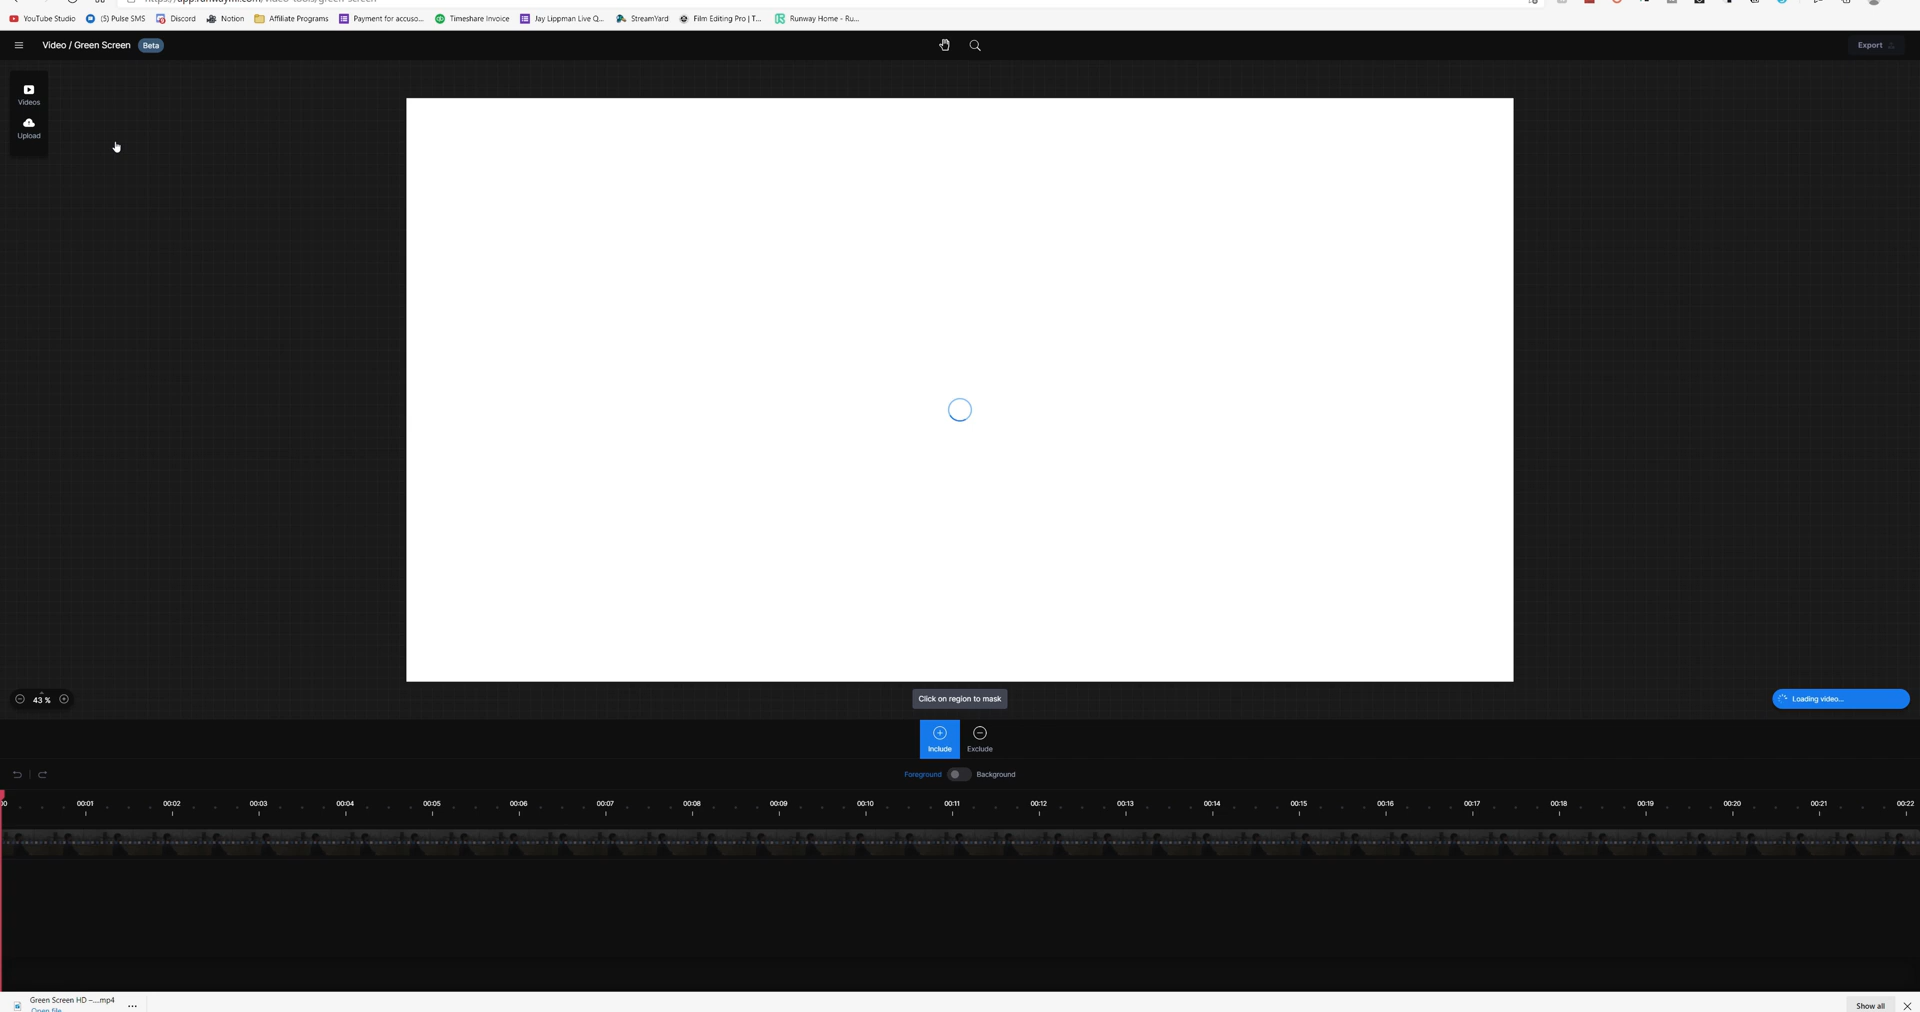 YouTube Studio (5) Pulse SMS Discord Notion Affiliate Programs Payment for accuso... Timeshare Invoice Jay Lippman Live Q... StreamYard Film Editing Pro | T... Runway Home - Ru...
Video / Green Screen Beta Export
Videos
Upload
43 % Click on region to mask Loading video...
Include Exclude
Foreground Background
00:01 00:02 00:03 00:04 00:05 00:06 00:07 00:08 00:09 00:10 00:11 00:12 00:13 00:14 00:15 00:16 00:17 00:18 00:19 00:20 00:21 00:22
Green Screen HD –....mp4 Show all
Open file